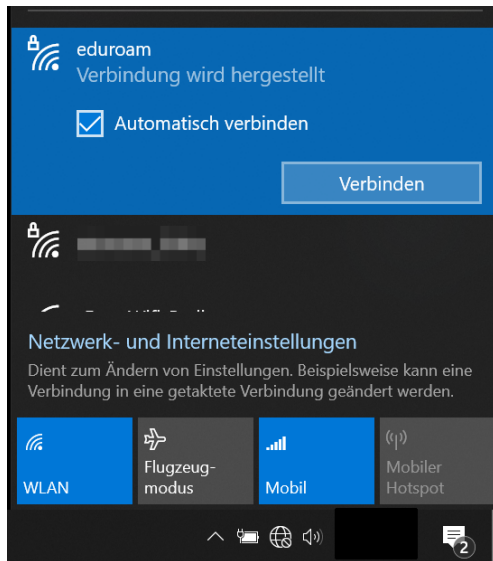 eduroam
Verbindung wird hergestellt
Automatisch verbinden
Verbinden
Netzwerk- und Interneteinstellungen
Dient zum Ändern von Einstellungen. Beispielsweise kann eine
Verbindung in eine getaktete Verbindung geändert werden.
WLAN
Flugzeug-
modus
Mobil
Mobiler
Hotspot
2